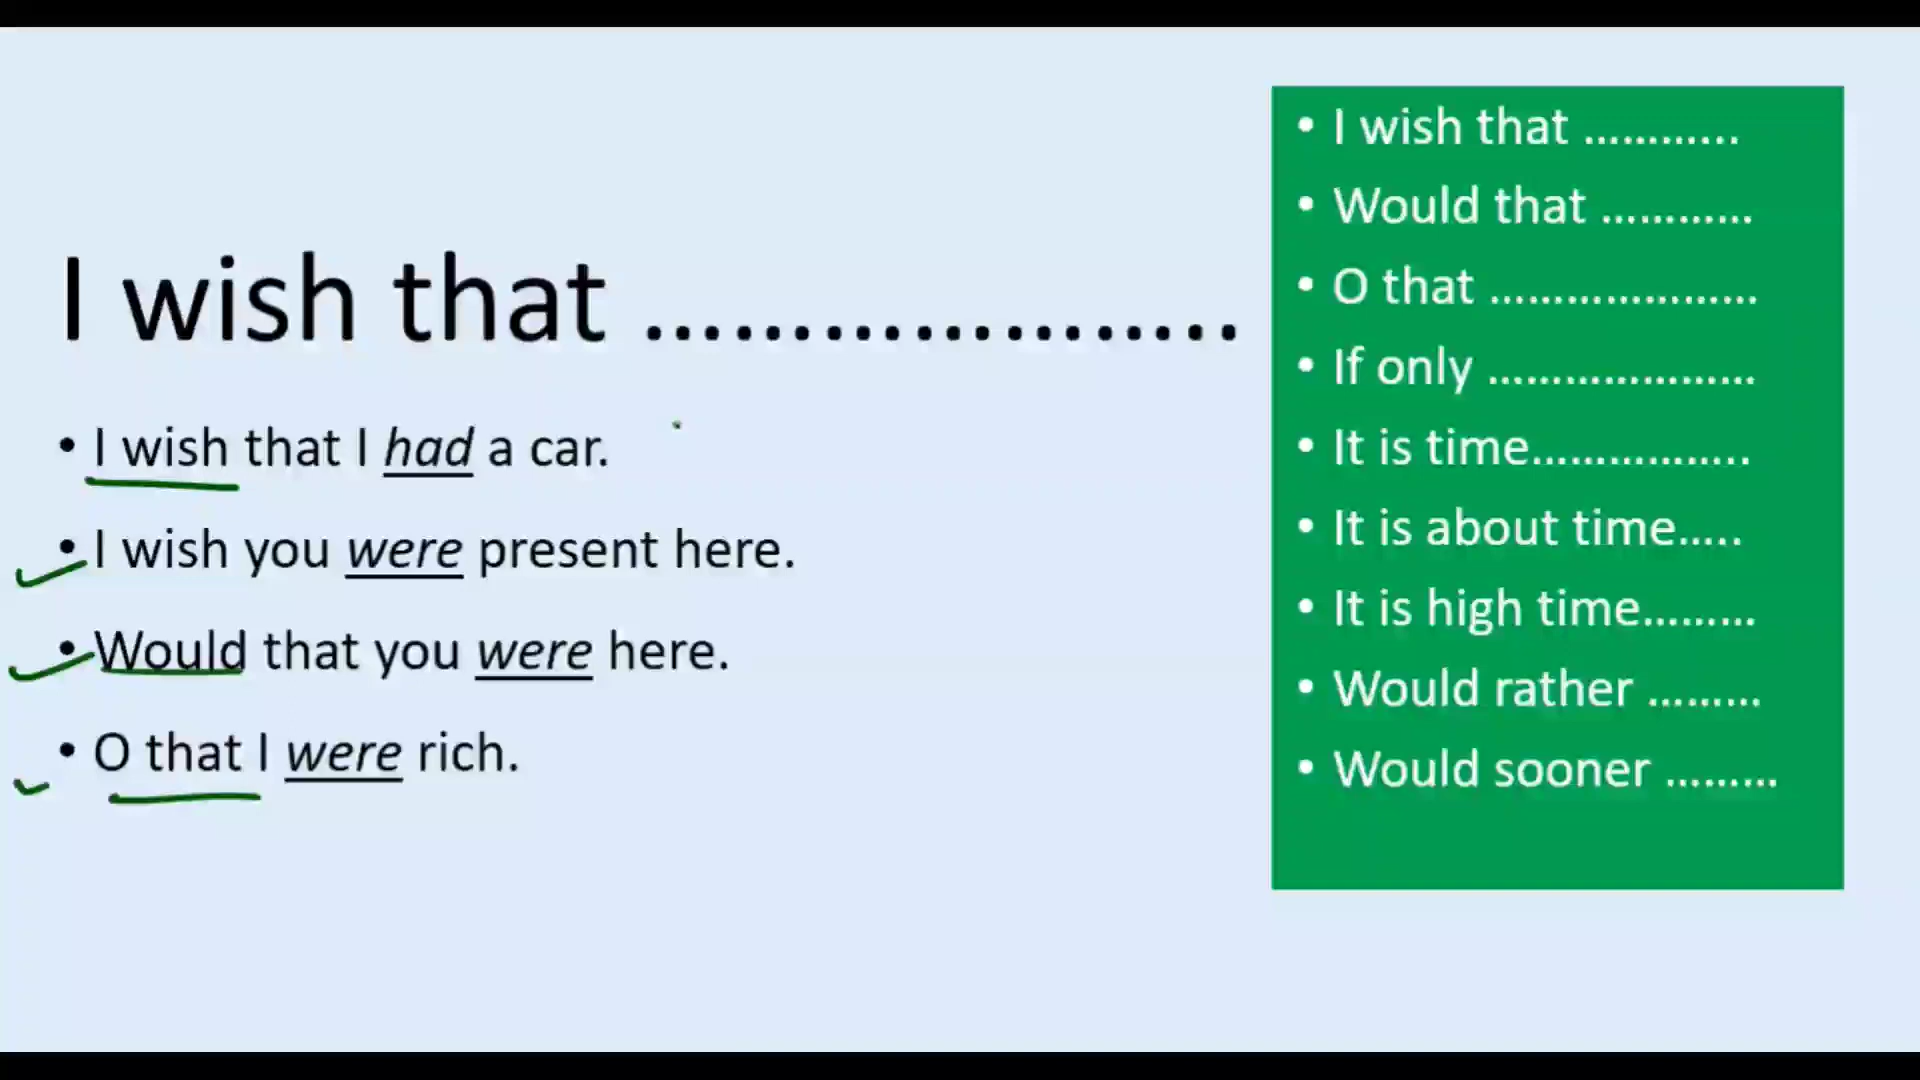 I wish that ....................
• I wish that I had a car.
• I wish you were present here.
• Would that you were here.
• O that I were rich.
• I wish that ............
• Would that ............
• O that .....................
• If only .....................
• It is time.................
• It is about time.....
• It is high time.........
• Would rather .........
• Would sooner .........